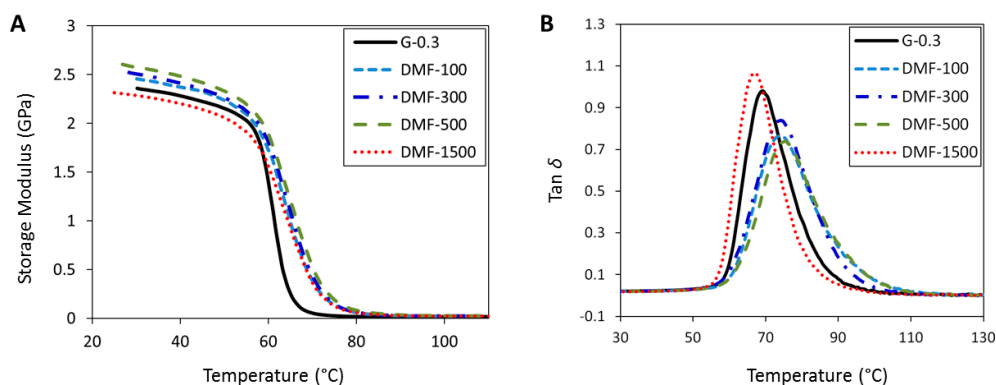 A
Storage Modulus (GPa)
3
2.5
2
1.5
1
0.5
0
20
40
60
80
100
Temperature (°C)
G-0.3
DMF-100
DMF-300
DMF-500
DMF-1500
B
Tan δ
1.3
1.1
0.9
0.7
0.5
0.3
0.1
-0.1
30
50
70
90
110
130
Temperature (°C)
G-0.3
DMF-100
DMF-300
DMF-500
DMF-1500